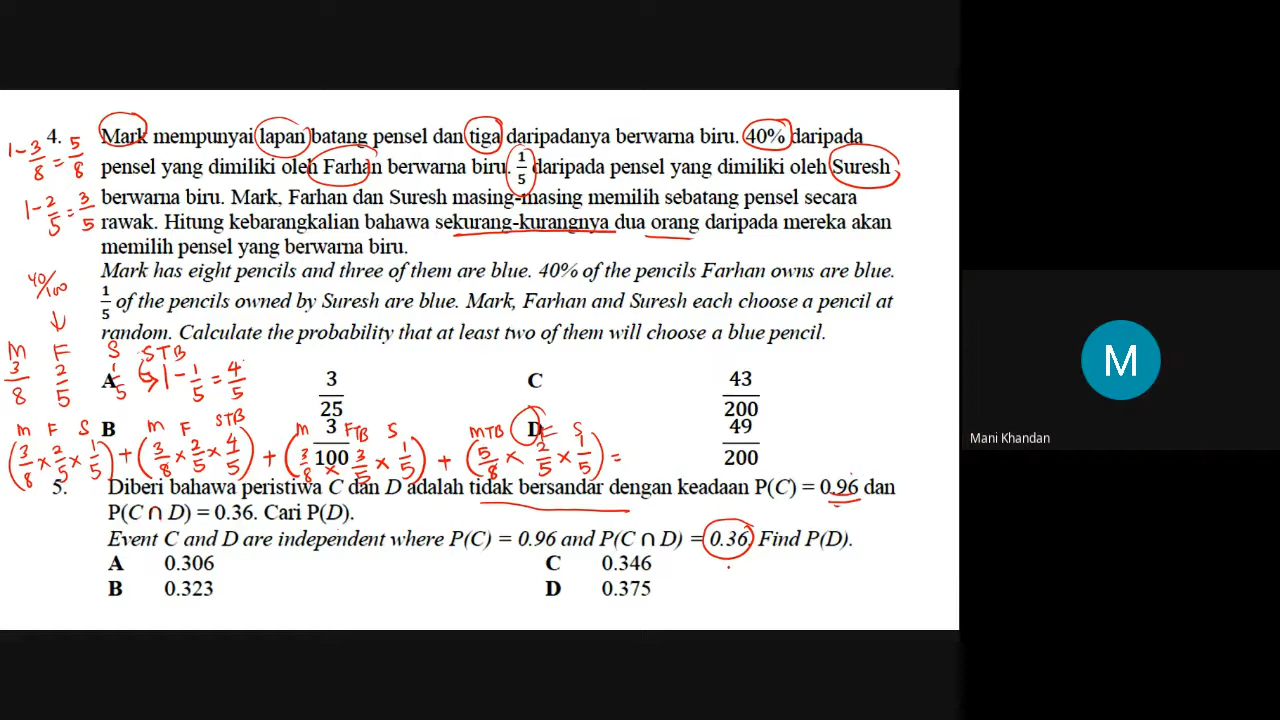 4. Mark mempunyai lapan batang pensel dan tiga daripadanya berwarna biru. 40% daripada
1 - 3/8 = 5/8
pensel yang dimiliki oleh Farhan berwarna biru. 1/5 daripada pensel yang dimiliki oleh Suresh
berwarna biru. Mark, Farhan dan Suresh masing-masing memilih sebatang pensel secara
1 - 2/5 = 3/5
rawak. Hitung kebarangkalian bahawa sekurang-kurangnya dua orang daripada mereka akan
memilih pensel yang berwarna biru.
Mark has eight pencils and three of them are blue. 40% of the pencils Farhan owns are blue.
40/100
1/5 of the pencils owned by Suresh are blue. Mark, Farhan and Suresh each choose a pencil at
random. Calculate the probability that at least two of them will choose a blue pencil.
M F S STB
3/8 2/5 1/5 1 - 1/5 = 4/5
A 3/25 C 43/200
B 3/100 D 49/200
M F S M F STB M FTB S MTB F S
(3/8 × 2/5 × 1/5) + (3/8 × 2/5 × 4/5) + (3/8 × 3/5 × 1/5) + (5/8 × 2/5 × 1/5) =
5. Diberi bahawa peristiwa C dan D adalah tidak bersandar dengan keadaan P(C) = 0.96 dan
P(C ∩ D) = 0.36. Cari P(D).
Event C and D are independent where P(C) = 0.96 and P(C ∩ D) = 0.36. Find P(D).
A 0.306 C 0.346
B 0.323 D 0.375
M
Mani Khandan